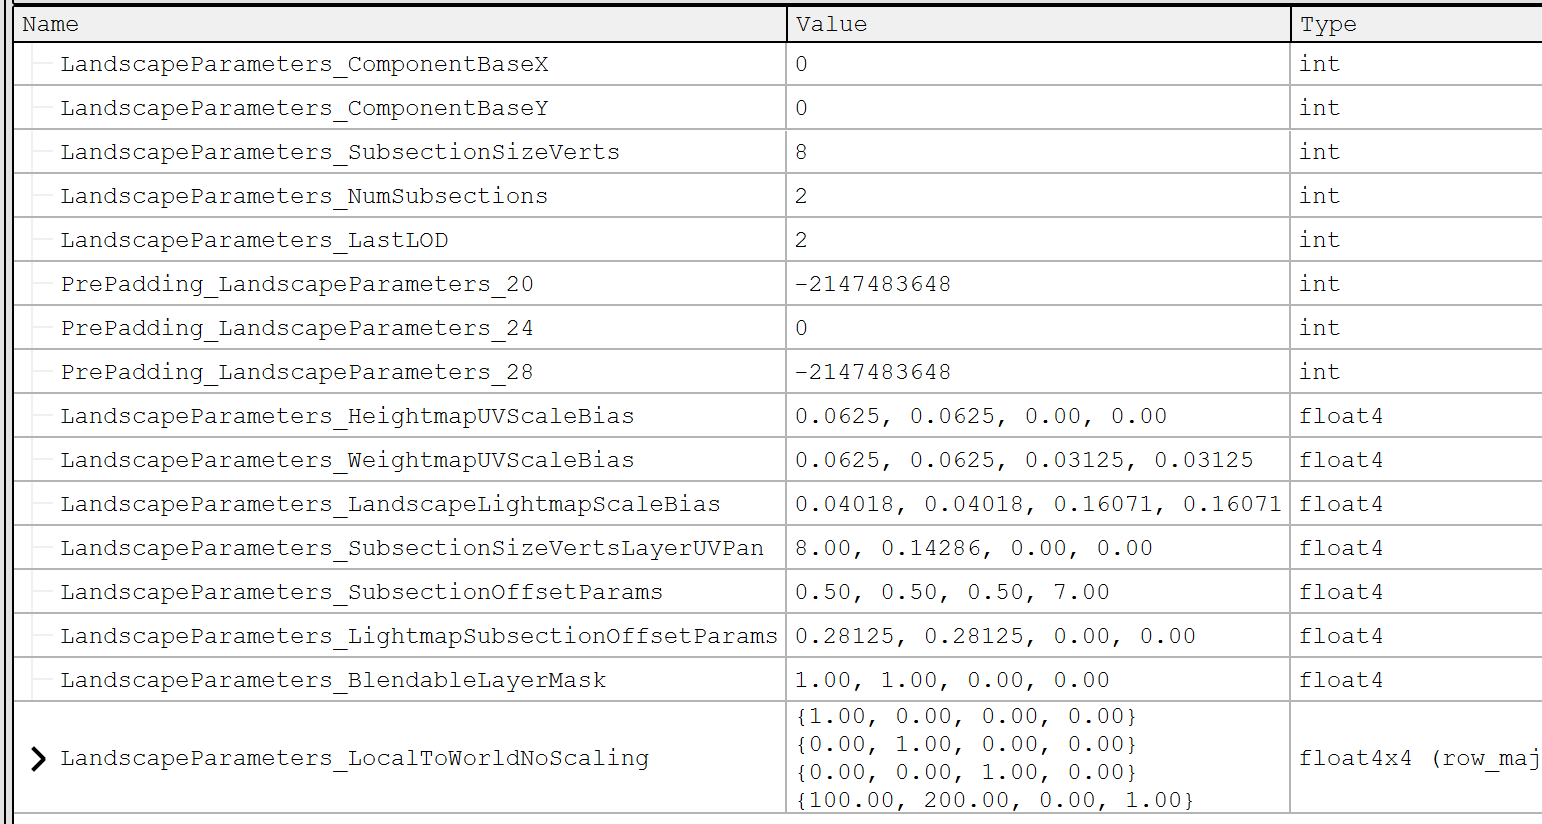 Name Value Type
LandscapeParameters_ComponentBaseX 0 int
LandscapeParameters_ComponentBaseY 0 int
LandscapeParameters_SubsectionSizeVerts 8 int
LandscapeParameters_NumSubsections 2 int
LandscapeParameters_LastLOD 2 int
PrePadding_LandscapeParameters_20 -2147483648 int
PrePadding_LandscapeParameters_24 0 int
PrePadding_LandscapeParameters_28 -2147483648 int
LandscapeParameters_HeightmapUVScaleBias 0.0625, 0.0625, 0.00, 0.00 float4
LandscapeParameters_WeightmapUVScaleBias 0.0625, 0.0625, 0.03125, 0.03125 float4
LandscapeParameters_LandscapeLightmapScaleBias 0.04018, 0.04018, 0.16071, 0.16071 float4
LandscapeParameters_SubsectionSizeVertsLayerUVPan 8.00, 0.14286, 0.00, 0.00 float4
LandscapeParameters_SubsectionOffsetParams 0.50, 0.50, 0.50, 7.00 float4
LandscapeParameters_LightmapSubsectionOffsetParams 0.28125, 0.28125, 0.00, 0.00 float4
LandscapeParameters_BlendableLayerMask 1.00, 1.00, 0.00, 0.00 float4
{1.00, 0.00, 0.00, 0.00}
{0.00, 1.00, 0.00, 0.00}
LandscapeParameters_LocalToWorldNoScaling float4x4 (row_maj
{0.00, 0.00, 1.00, 0.00}
{100.00, 200.00, 0.00, 1.00}